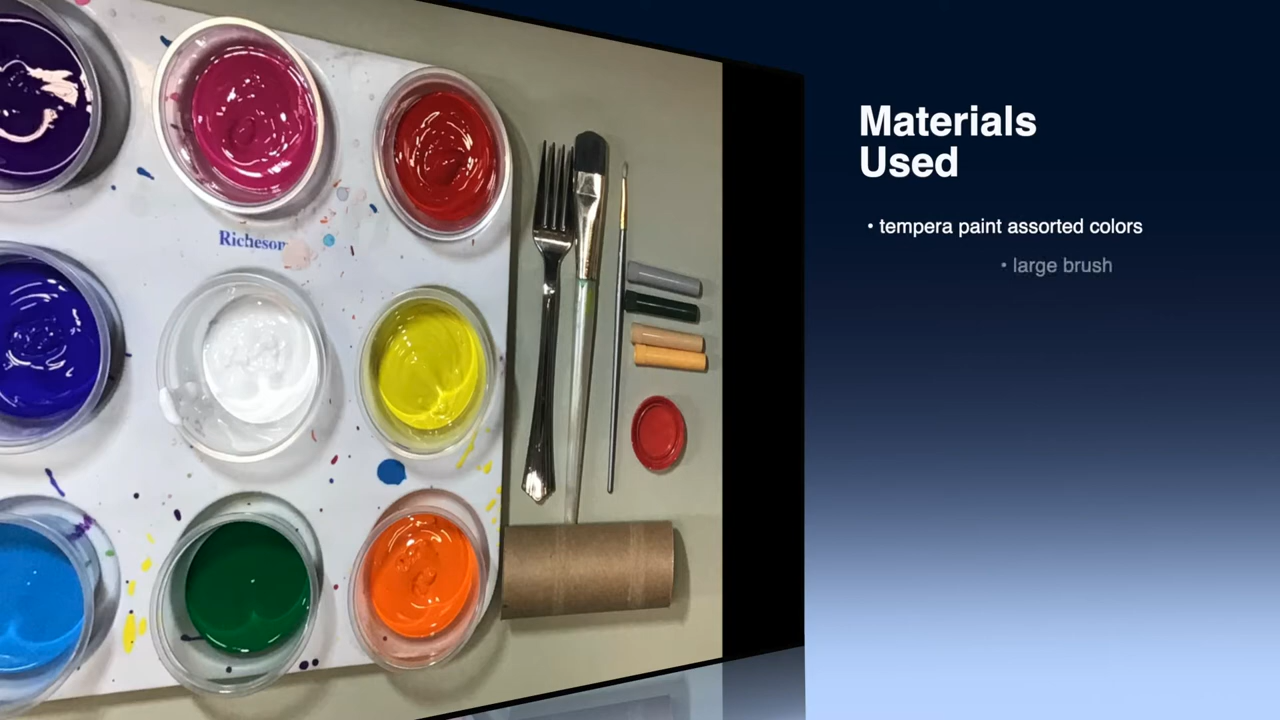 Richeson
Materials
Used
• tempera paint assorted colors
• large brush